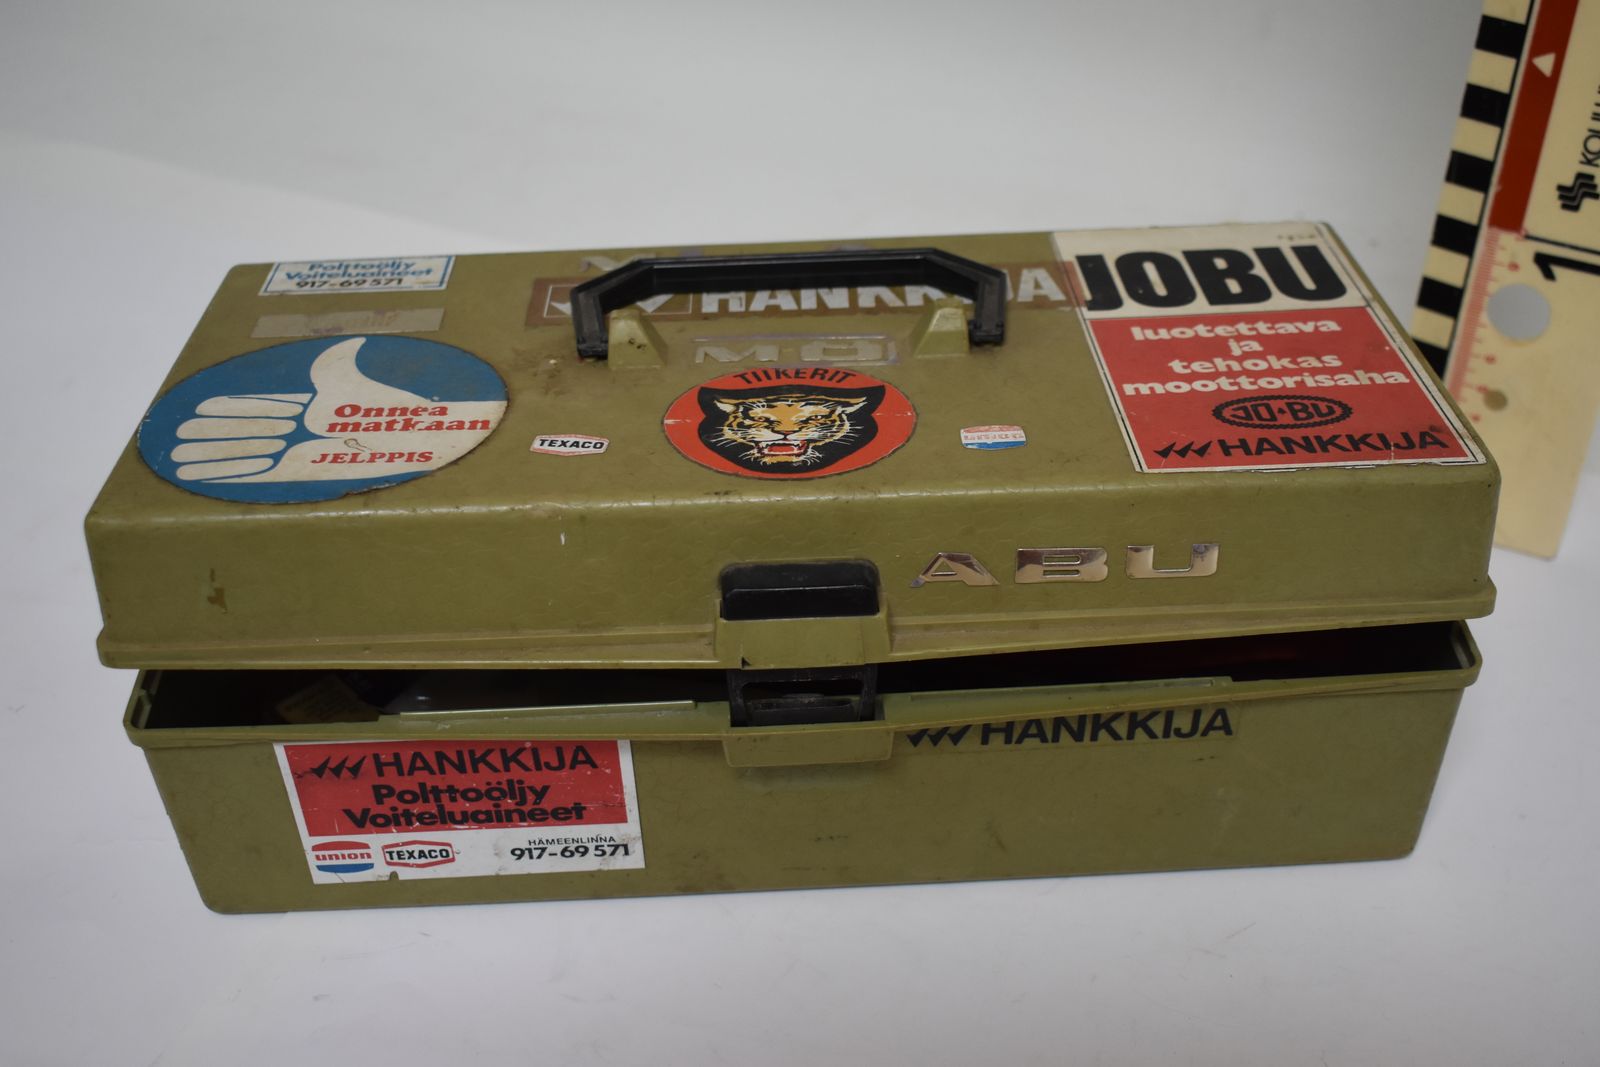 Polttoöljy
Voiteluaineet
917-69 571
HANKKIJA
JOBU
luotettava
ja
tehokas
moottorisaha
JO•BU
HANKKIJA
TIIKERIT
Onnea
matkaan
JELPPIS
TEXACO
ABU
HANKKIJA
HANKKIJA
Polttoöljy
Voiteluaineet
union
TEXACO
HÄMEENLINNA
917-69 571
1